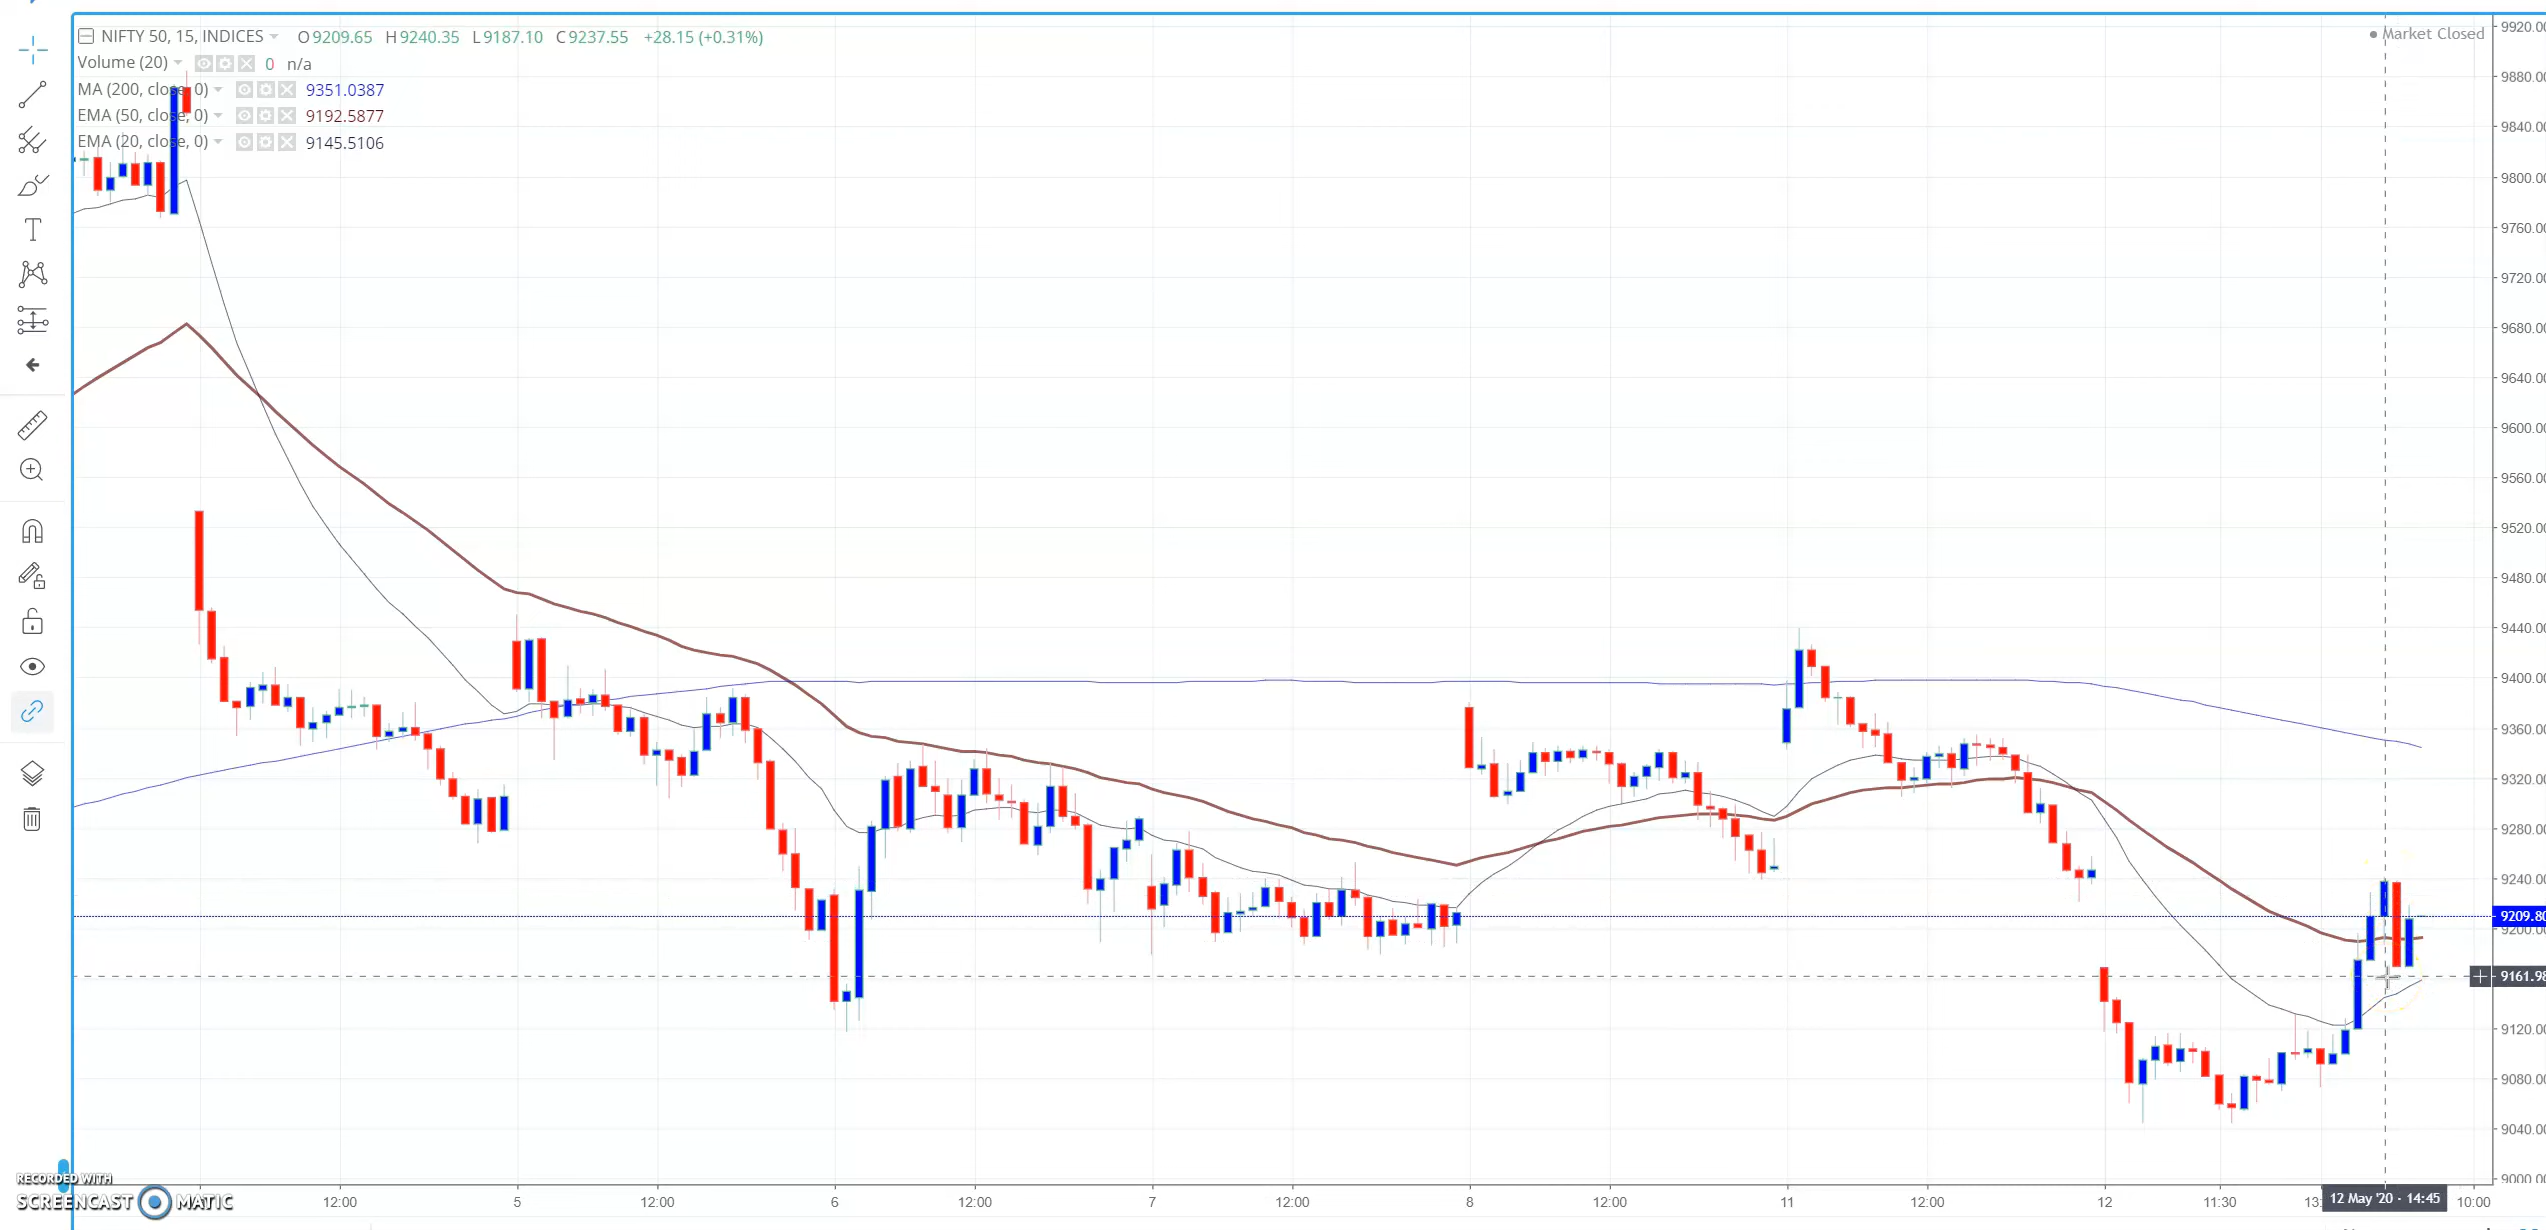 NIFTY 50, 15, INDICES O9209.65 H9240.35 L9187.10 C9237.55 +28.15 (+0.31%)
Market Closed
Volume (20) 0 n/a
MA (200, close, 0) 9351.0387
EMA (50, close, 0) 9192.5877
EMA (20, close, 0) 9145.5106
9920.00
9880.00
9840.00
9800.00
9760.00
9720.00
9680.00
9640.00
9600.00
9560.00
9520.00
9480.00
9440.00
9400.00
9360.00
9320.00
9280.00
9240.00
9209.80
9200.00
9161.98
9120.00
9080.00
9040.00
9000.00
RECORDED WITH
SCREENCAST MATIC
12:00 5 12:00 6 12:00 7 12:00 8 12:00 11 12:00 12 11:30 13: 12 May '20 - 14:45 10:00